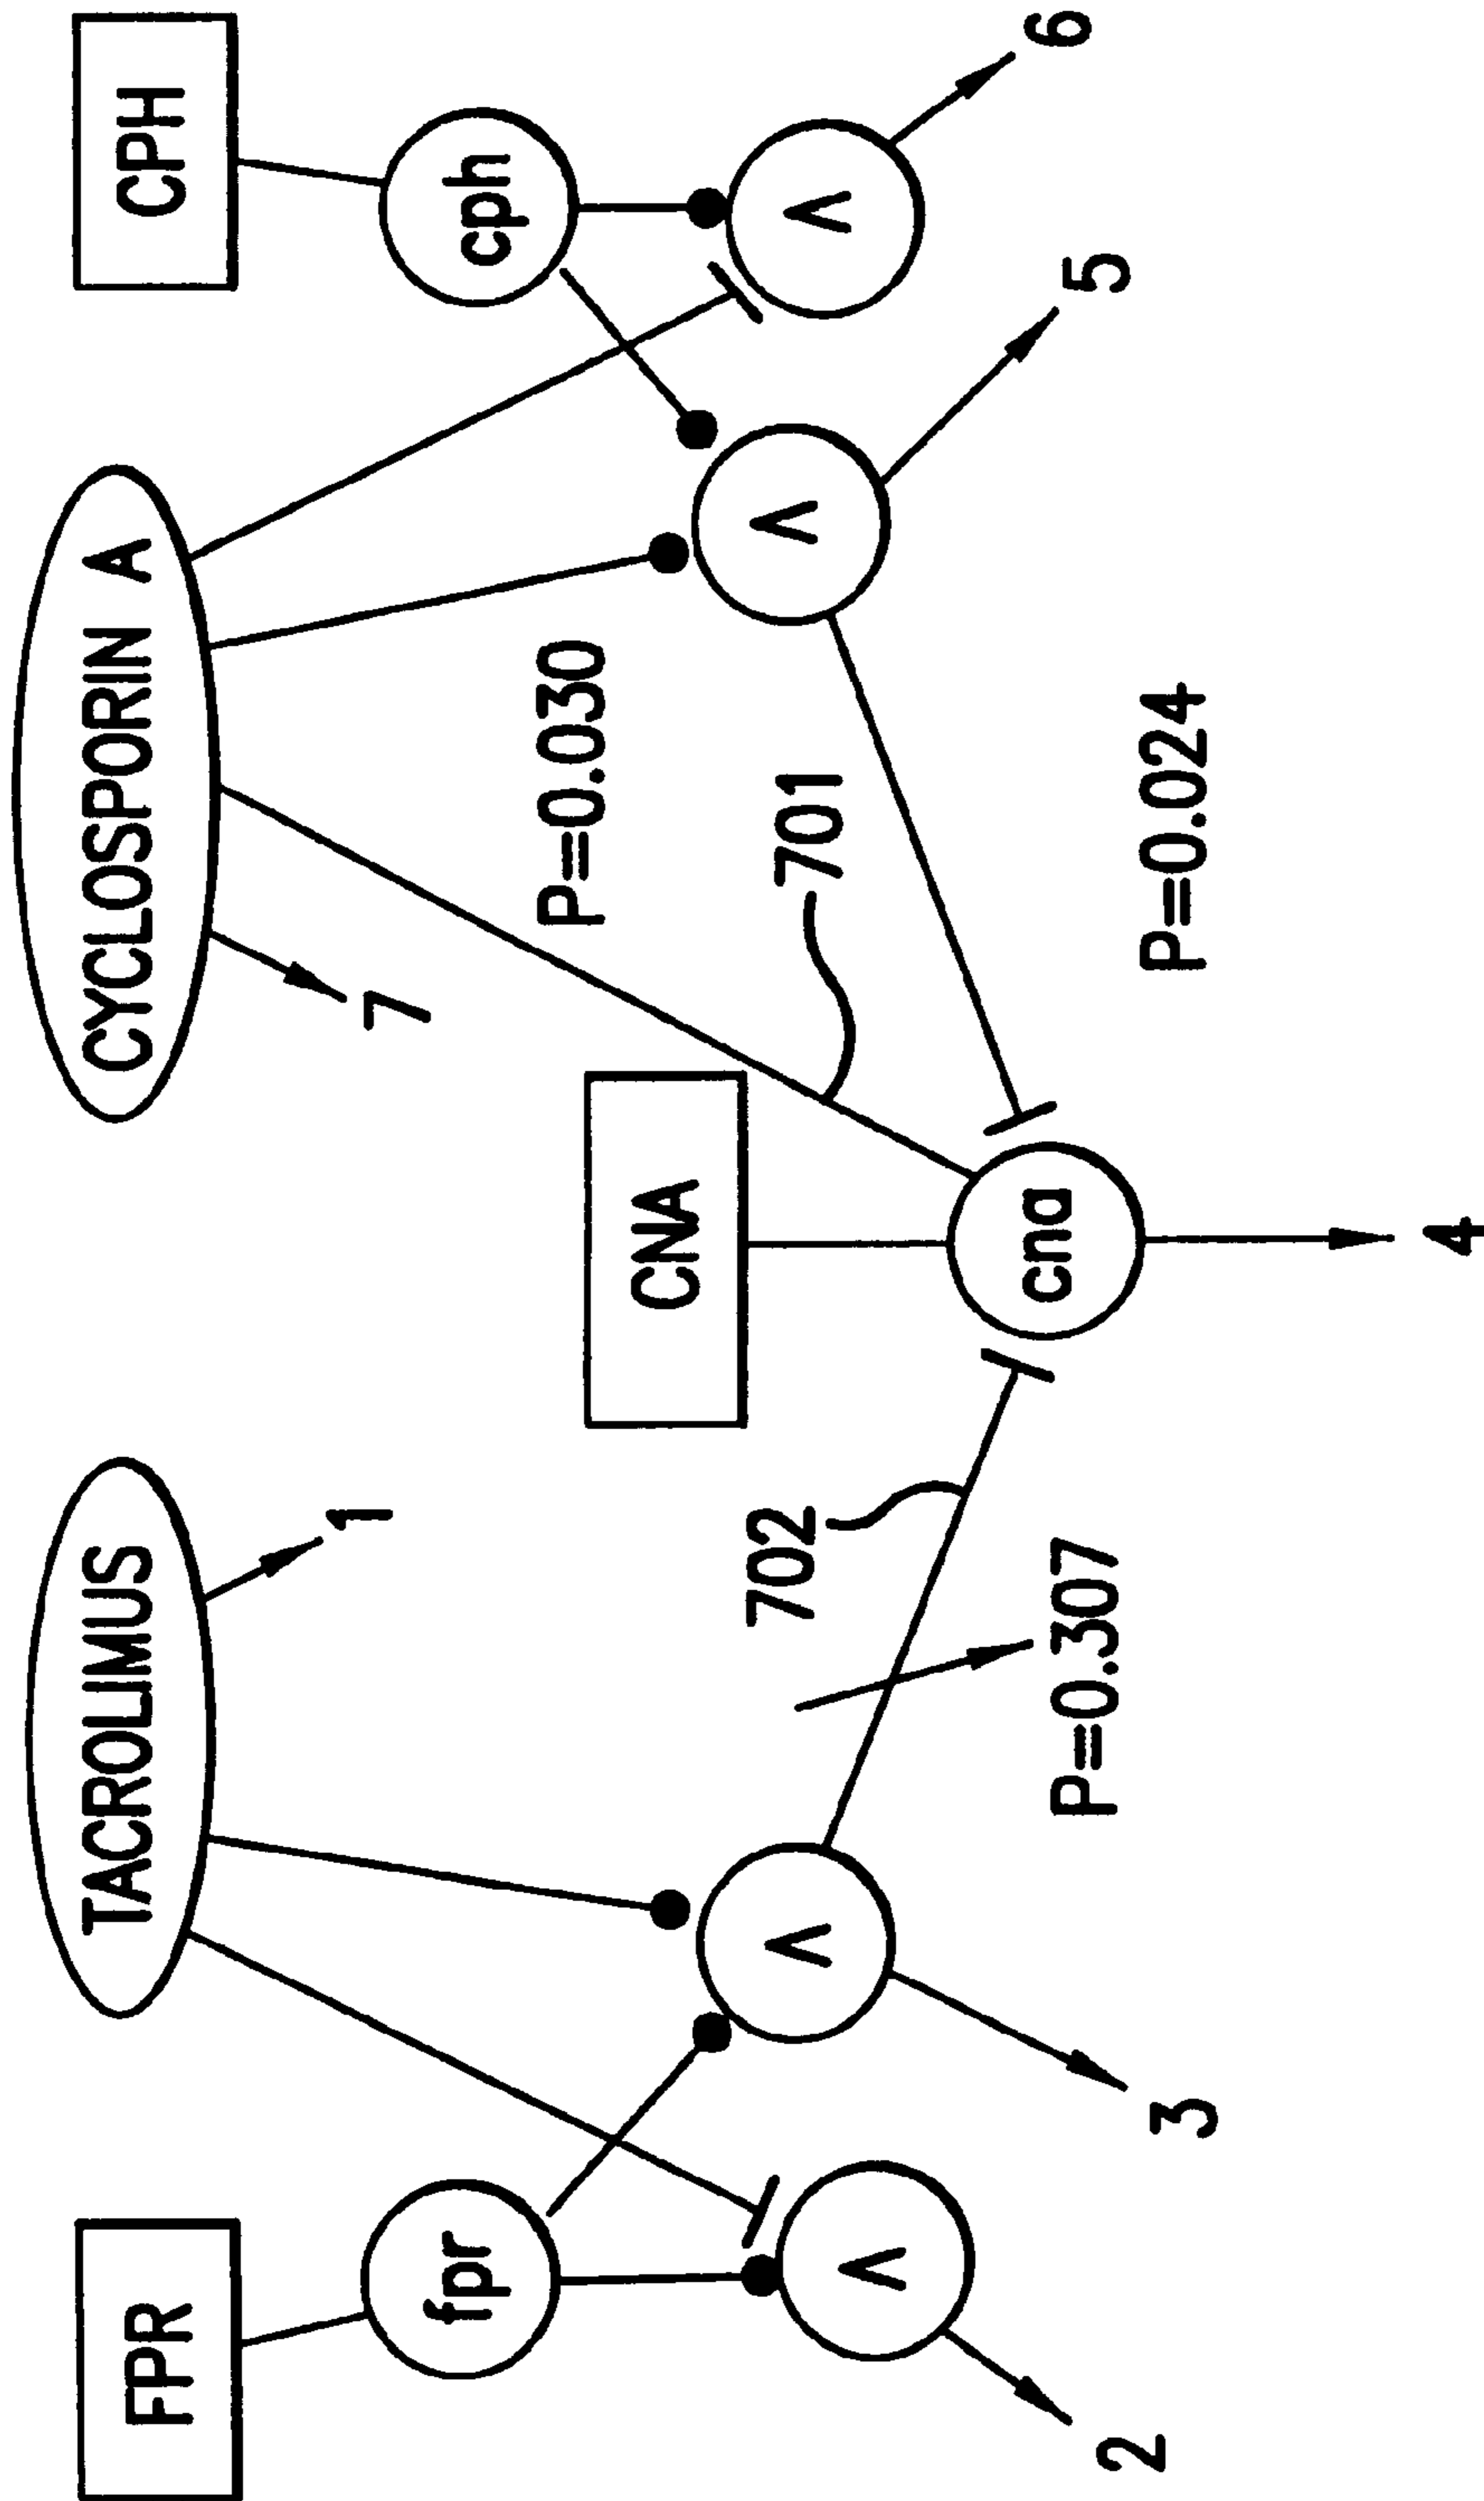 FPR
TACROLIMUS
CYCLOSPORIN A
CPH
1
7
fpr
cph
P=0.030
CNA
702
701
∧
∧
∧
∧
cna
6
P=0.307
5
2
P=0.024
3
4